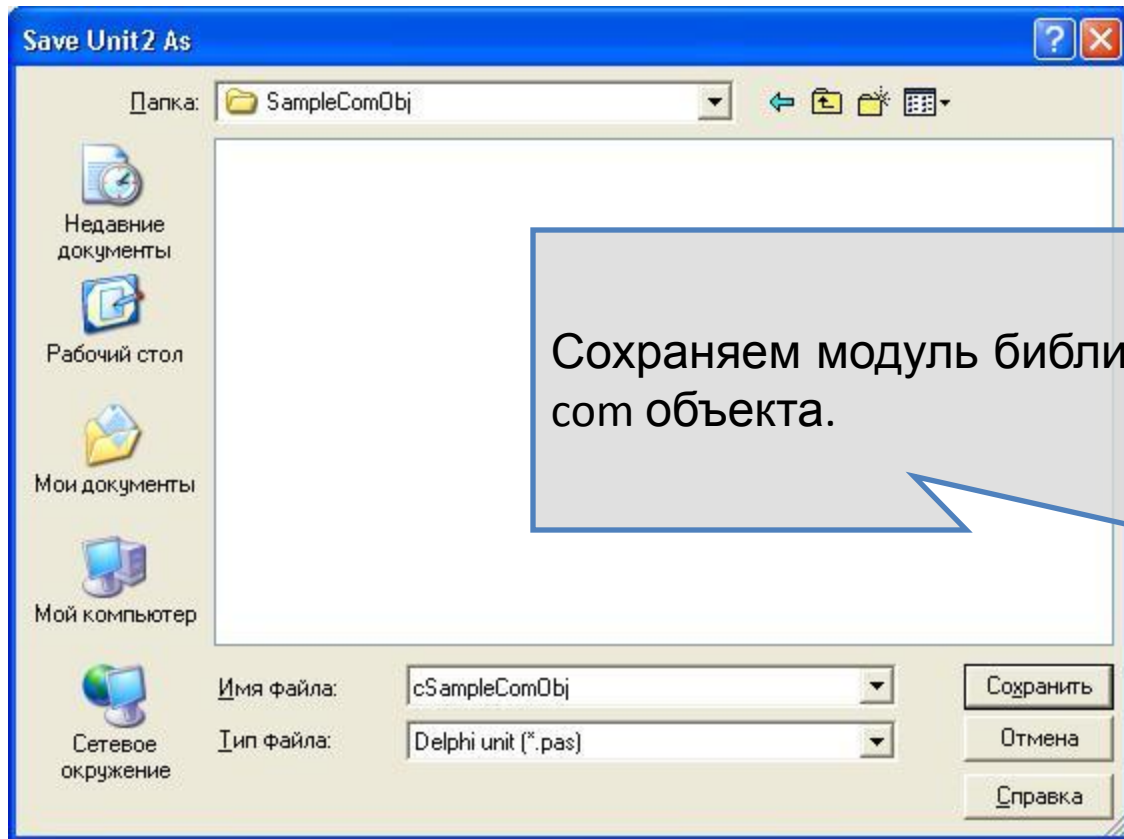 Save Unit2 As
Папка: SampleComObj
Недавние
документы
Рабочий стол
Мои документы
Мой компьютер
Сетевое
окружение
Сохраняем модуль
com объекта.
Имя файла: cSampleComObj Сохранить
Тип файла: Delphi unit (*.pas) Отмена
Справка